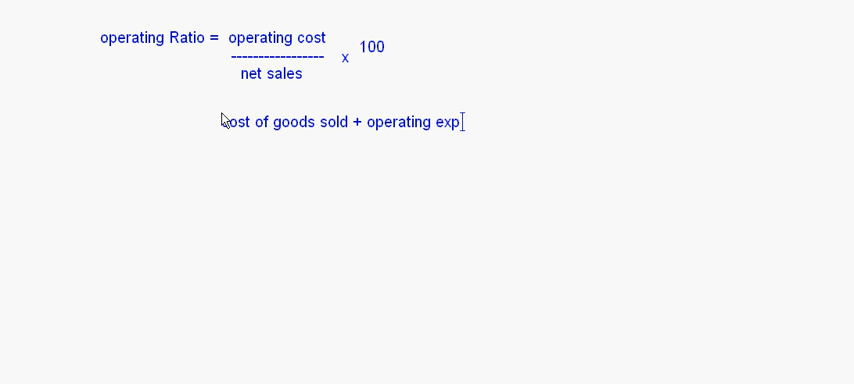 operating Ratio = operating cost
-----------------
net sales
x 100
ost of goods sold + operating exp